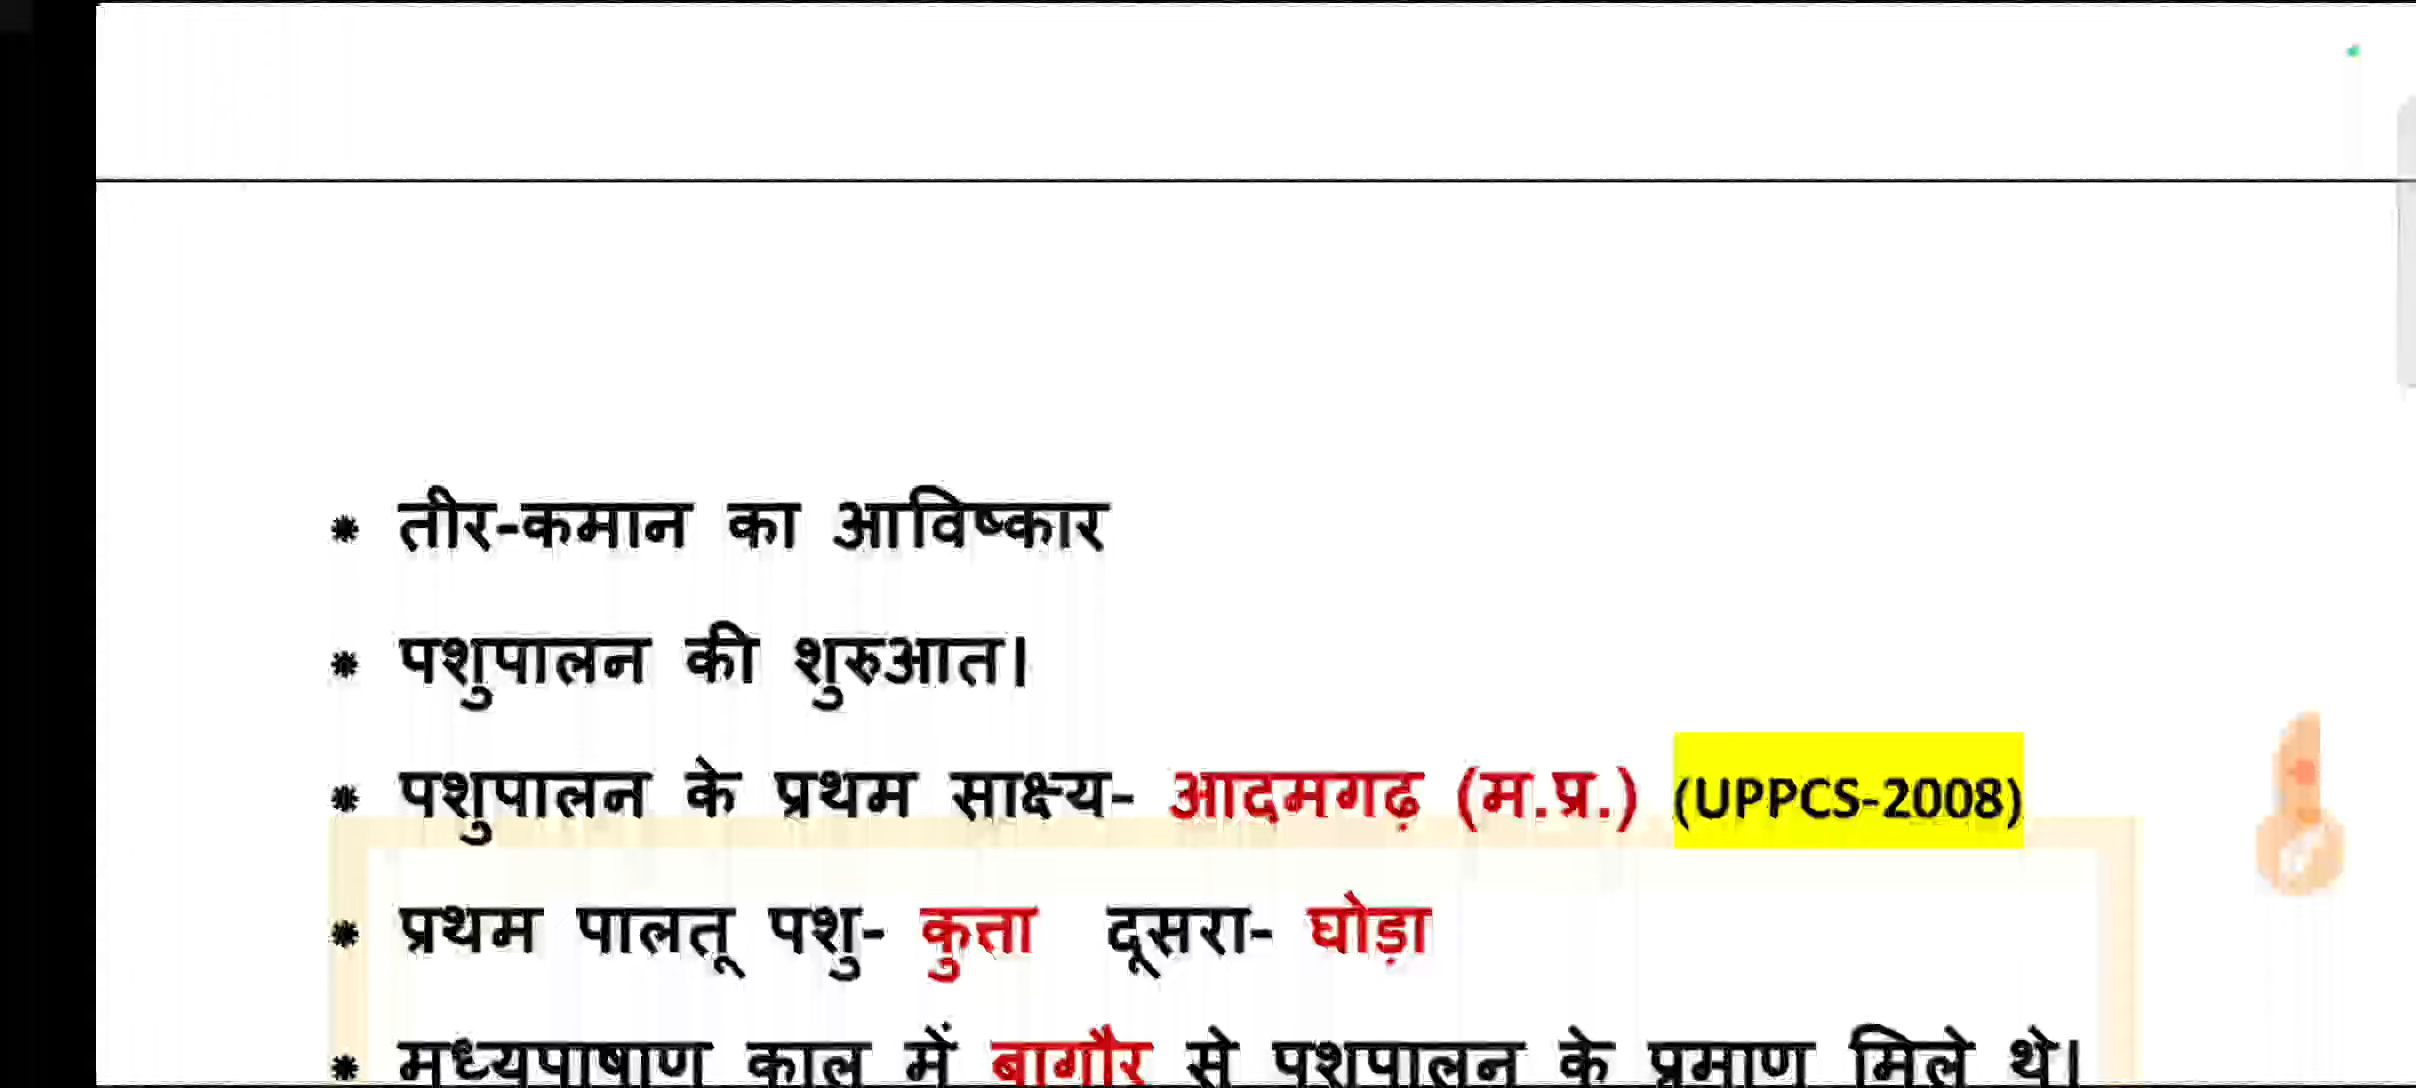 * तीर-कमान का आविष्कार
* पशुपालन की शुरुआत।
* पशुपालन के प्रथम साक्ष्य- आदमगढ़ (म.प्र.) (UPPCS-2008)
* प्रथम पालतू पशु- कुत्ता दूसरा- घोड़ा
* मध्यपाषाण काल में बागौर से पशुपालन के प्रमाण मिले थे।